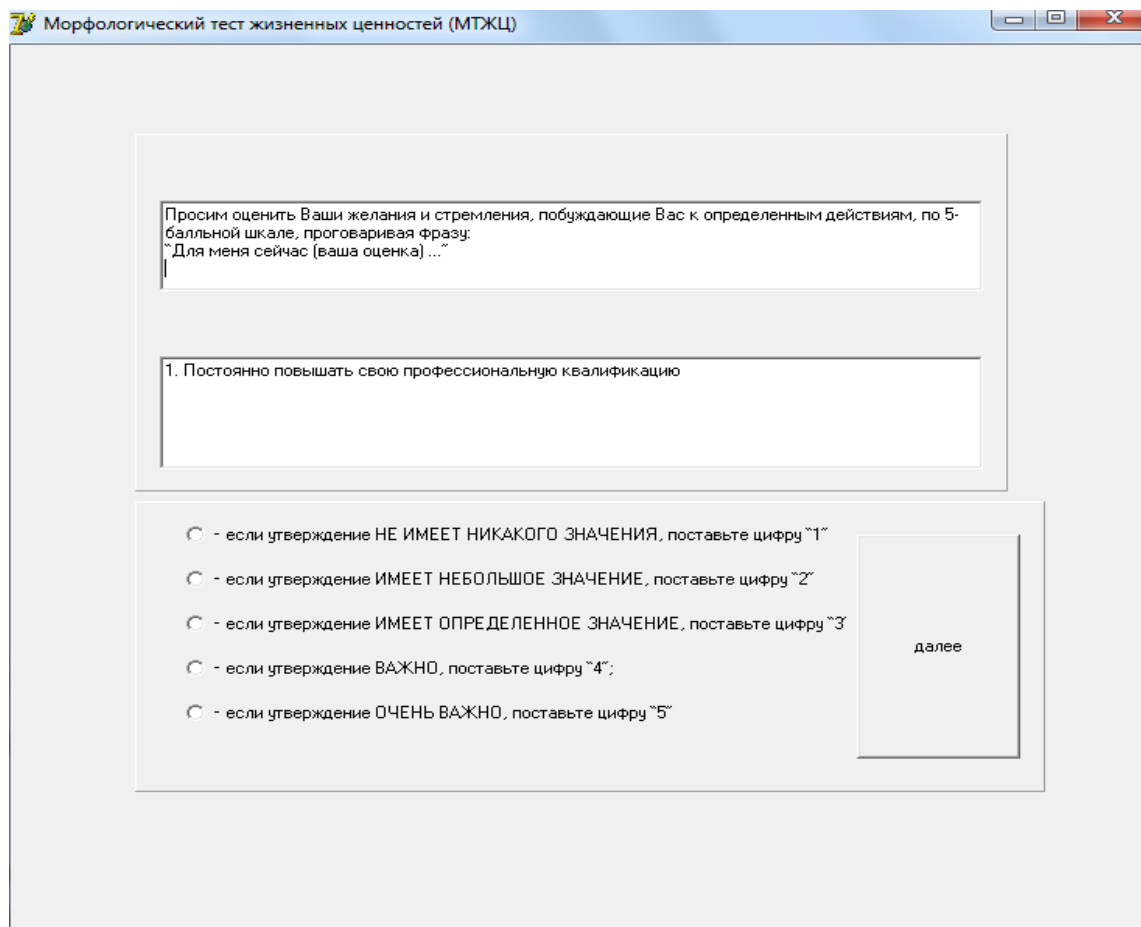 Морфологический тест жизненных ценностей (МТЖЦ)
Просим оценить Ваши желания и стремления, побуждающие Вас к определенным действиям, по 5-
балльной шкале, проговаривая фразу:
"Для меня сейчас (ваша оценка) ..."
1. Постоянно повышать свою профессиональную квалификацию
- если утверждение НЕ ИМЕЕТ НИКАКОГО ЗНАЧЕНИЯ, поставьте цифру "1"
- если утверждение ИМЕЕТ НЕБОЛЬШОЕ ЗНАЧЕНИЕ, поставьте цифру "2"
- если утверждение ИМЕЕТ ОПРЕДЕЛЕННОЕ ЗНАЧЕНИЕ, поставьте цифру "3"
- если утверждение ВАЖНО, поставьте цифру "4";
- если утверждение ОЧЕНЬ ВАЖНО, поставьте цифру "5"
далее